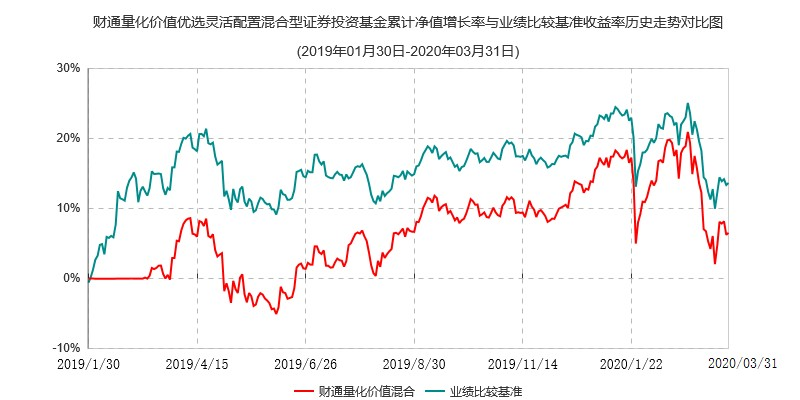 财通量化价值优选灵活配置混合型证券投资基金累计净值增长率与业绩比较基准收益率历史走势对比图
(2019年01月30日-2020年03月31日)
30%
20%
10%
0%
-10%
2019/1/30 2019/4/15 2019/6/26 2019/8/30 2019/11/14 2020/1/22 2020/03/31
财通量化价值混合 业绩比较基准